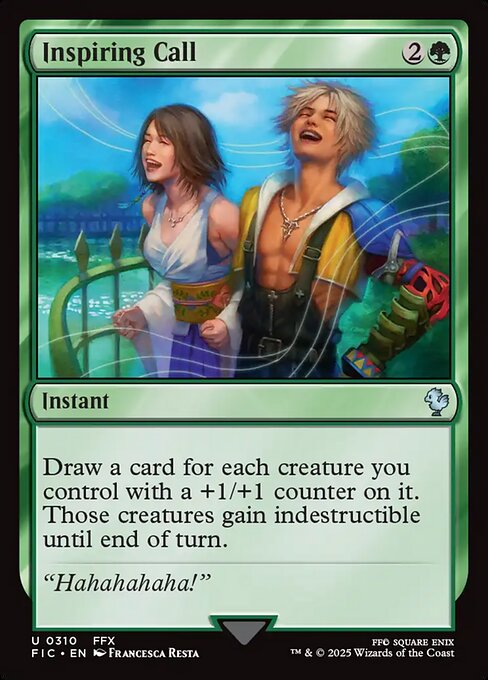 Inspiring Call 2
Instant
Draw a card for each creature you
control with a +1/+1 counter on it.
Those creatures gain indestructible
until end of turn.
“Hahahahaha!”
U 0310 FFX
FIC • EN Francesca Resta
FF© SQUARE ENIX
™ & © 2025 Wizards of the Coast